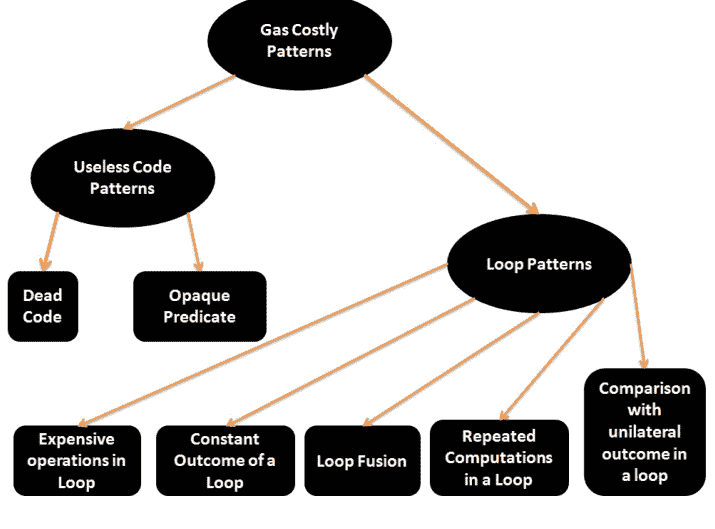 Gas Costly
Patterns
Useless Code
Patterns
Loop Patterns
Dead
Code
Opaque
Predicate
Expensive
operations in
Loop
Constant
Outcome of a
Loop
Loop Fusion
Repeated
Computations
in a Loop
Comparison
with
unilateral
outcome in
a loop